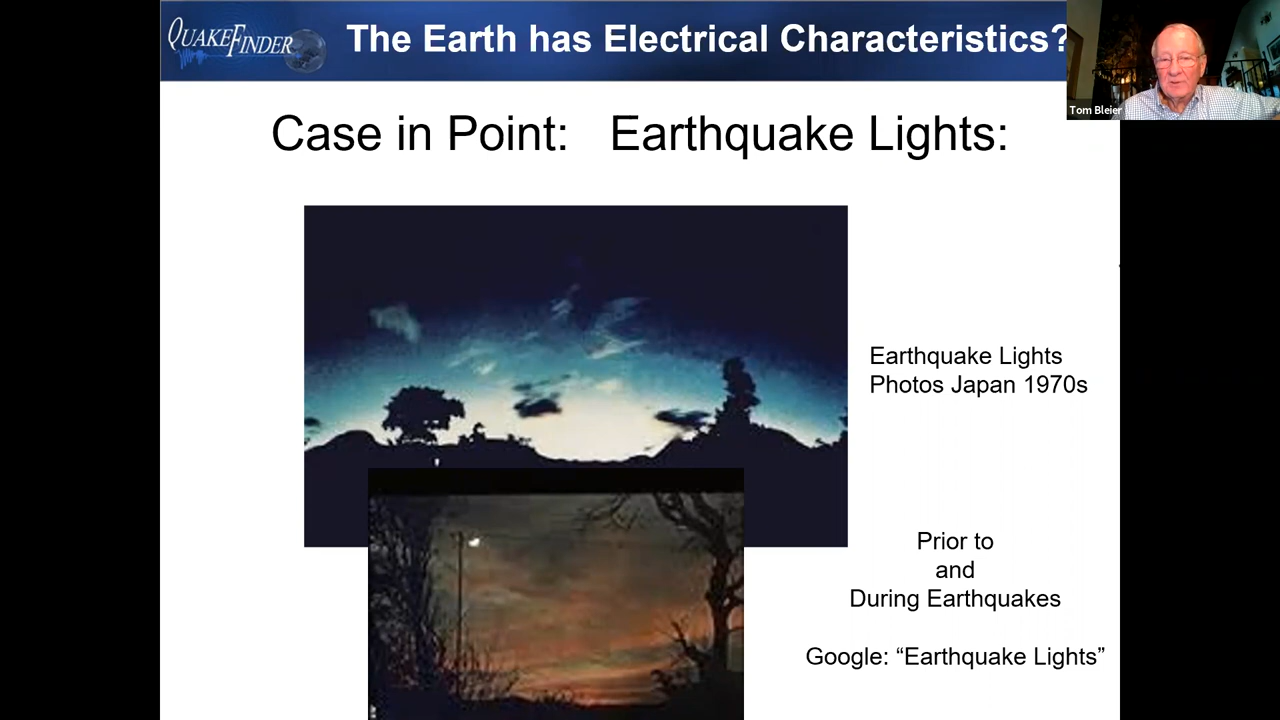 QUAKEFINDER
The Earth has Electrical Characteristics?
Tom Bleier
Case in Point: Earthquake Lights:
Earthquake Lights
Photos Japan 1970s
Prior to
and
During Earthquakes
Google: “Earthquake Lights”